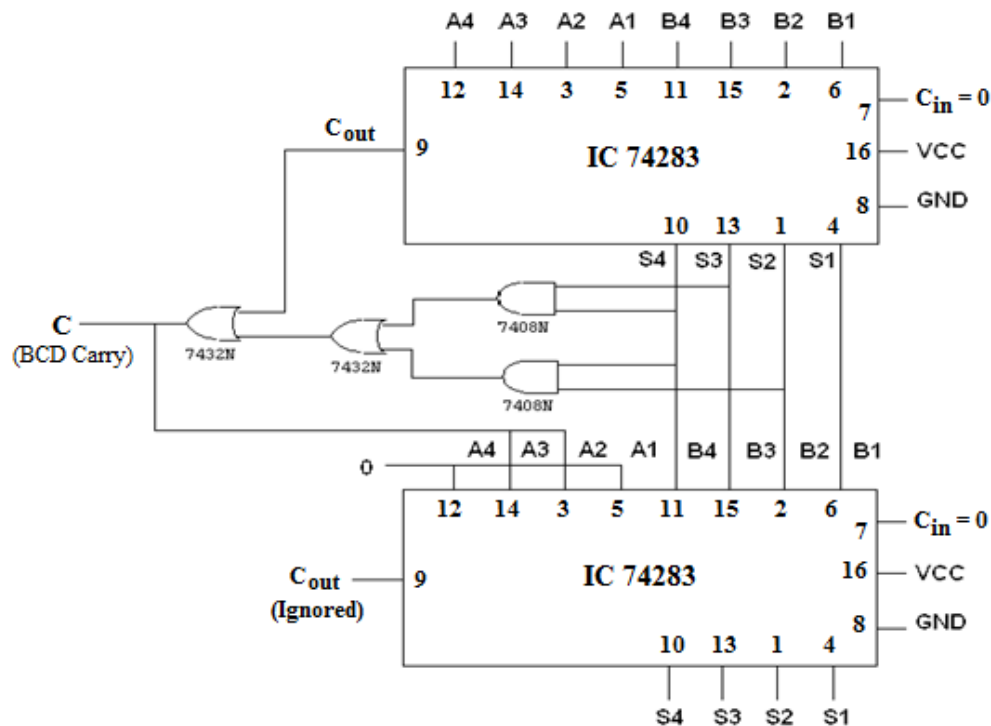 A4 A3 A2 A1 B4 B3 B2 B1
12 14 3 5 11 15 2 6
7 Cin = 0
Cout
9 IC 74283 16 VCC
8 GND
10 13 1 4
S4 S3 S2 S1
7408N
C
(BCD Carry)
7432N 7432N
7408N
A4 A3 A2 A1 B4 B3 B2 B1
0
12 14 3 5 11 15 2 6
7 Cin = 0
Cout 9 IC 74283 16 VCC
(Ignored)
8 GND
10 13 1 4
S4 S3 S2 S1